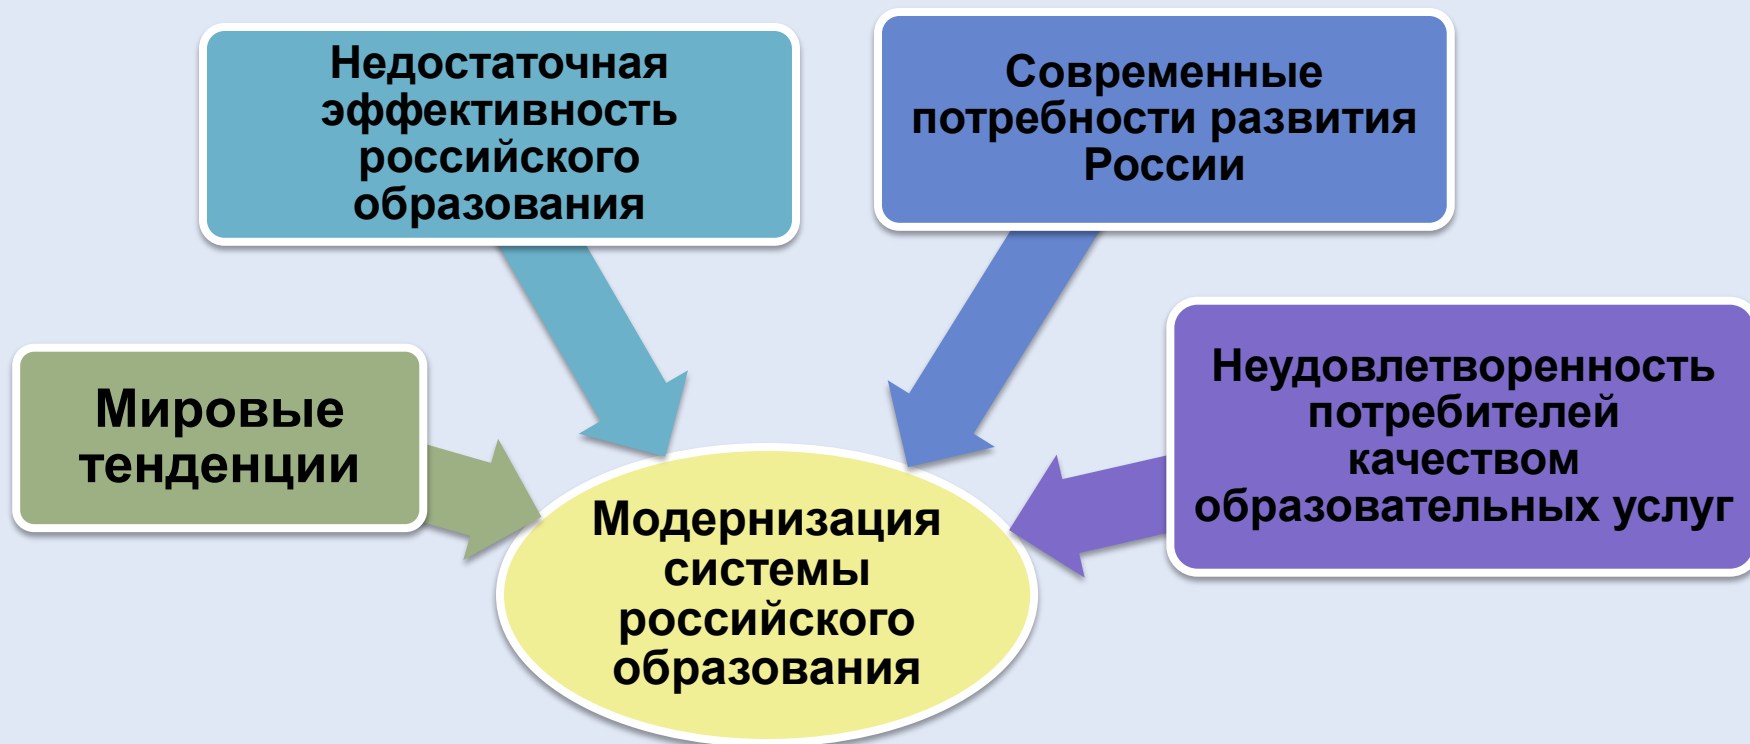 Недостаточная
эффективность
российского
образования
Современные
потребности развития
России
Мировые
тенденции
Неудовлетворенность
потребителей
качеством
образовательных услуг
Модернизация
системы
российского
образования